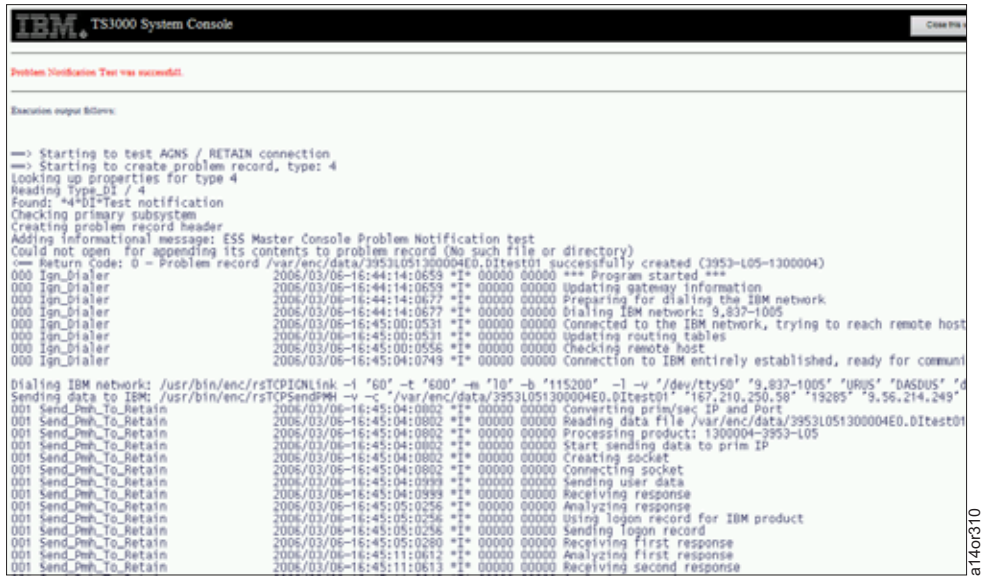 IBM. TS3000 System Console
Close this
Problem Notification Test was successfull.
Execution output follows:
==> Starting to test AGNS / RETAIN connection
==> Starting to create problem record, type: 4
Looking up properties for type 4
Reading Type_DI / 4
Found: *4*DI*Test notification
Checking primary subsystem
Creating problem record header
Adding informational message: ESS Master Console Problem Notification test
Could not open  for appending its contents to problem record (No such file or directory)
<== Return Code: 0 - Problem record /var/enc/data/3953L051300004E0.DItest01 successfully created (3953-L05-1300004)
000 Ign_Dialer 2006/03/06-16:44:14:0659 *I* 00000 00000 *** Program started ***
000 Ign_Dialer 2006/03/06-16:44:14:0659 *I* 00000 00000 Updating gateway information
000 Ign_Dialer 2006/03/06-16:44:14:0677 *I* 00000 00000 Preparing for dialing the IBM network
000 Ign_Dialer 2006/03/06-16:44:14:0677 *I* 00000 00000 Dialing IBM network: 9,837-1005
000 Ign_Dialer 2006/03/06-16:45:00:0531 *I* 00000 00000 Connected to the IBM network, trying to reach remote host
000 Ign_Dialer 2006/03/06-16:45:00:0531 *I* 00000 00000 Updating routing tables
000 Ign_Dialer 2006/03/06-16:45:00:0556 *I* 00000 00000 Checking remote host
000 Ign_Dialer 2006/03/06-16:45:04:0749 *I* 00000 00000 Connection to IBM entirely established, ready for communi
Dialing IBM network: /usr/bin/enc/rsTCPIGNLink -i "60" -t "600" -m "10" -b "115200"  -l -v "/dev/ttyS0" "9,837-1005" "URUS" "DASDUS" "d
Sending data to IBM: /usr/bin/enc/rsTCPSendPMH -v -c "/var/enc/data/3953L051300004E0.DItest01" "167.210.250.58" "19285" "9.56.214.249"
001 Send_Pmh_To_Retain 2006/03/06-16:45:04:0802 *I* 00000 00000 Converting prim/sec IP and Port
001 Send_Pmh_To_Retain 2006/03/06-16:45:04:0802 *I* 00000 00000 Reading data file /var/enc/data/3953L051300004E0.DItest01
001 Send_Pmh_To_Retain 2006/03/06-16:45:04:0802 *I* 00000 00000 Processing product: 1300004-3953-L05
001 Send_Pmh_To_Retain 2006/03/06-16:45:04:0802 *I* 00000 00000 Start sending data to prim IP
001 Send_Pmh_To_Retain 2006/03/06-16:45:04:0802 *I* 00000 00000 Creating socket
001 Send_Pmh_To_Retain 2006/03/06-16:45:04:0802 *I* 00000 00000 Connecting socket
001 Send_Pmh_To_Retain 2006/03/06-16:45:04:0999 *I* 00000 00000 Sending user data
001 Send_Pmh_To_Retain 2006/03/06-16:45:04:0999 *I* 00000 00000 Receiving response
001 Send_Pmh_To_Retain 2006/03/06-16:45:05:0256 *I* 00000 00000 Analyzing response
001 Send_Pmh_To_Retain 2006/03/06-16:45:05:0256 *I* 00000 00000 Using logon record for IBM product
001 Send_Pmh_To_Retain 2006/03/06-16:45:05:0256 *I* 00000 00000 Sending logon record
001 Send_Pmh_To_Retain 2006/03/06-16:45:05:0280 *I* 00000 00000 Receiving first response
001 Send_Pmh_To_Retain 2006/03/06-16:45:11:0612 *I* 00000 00000 Analyzing first response
001 Send_Pmh_To_Retain 2006/03/06-16:45:11:0613 *I* 00000 00000 Receiving second response
a14or310